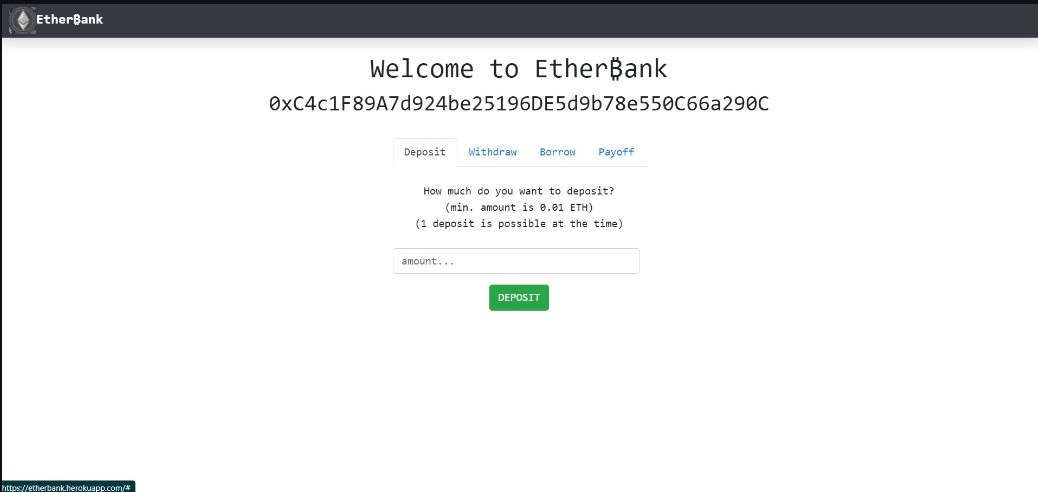 Ether₿ank
Welcome to Ether₿ank
0xC4c1F89A7d924be25196DE5d9b78e550C66a290C
Deposit Withdraw Borrow Payoff
How much do you want to deposit?
(min. amount is 0.01 ETH)
(1 deposit is possible at the time)
amount...
DEPOSIT
https://etherbank.herokuapp.com/#